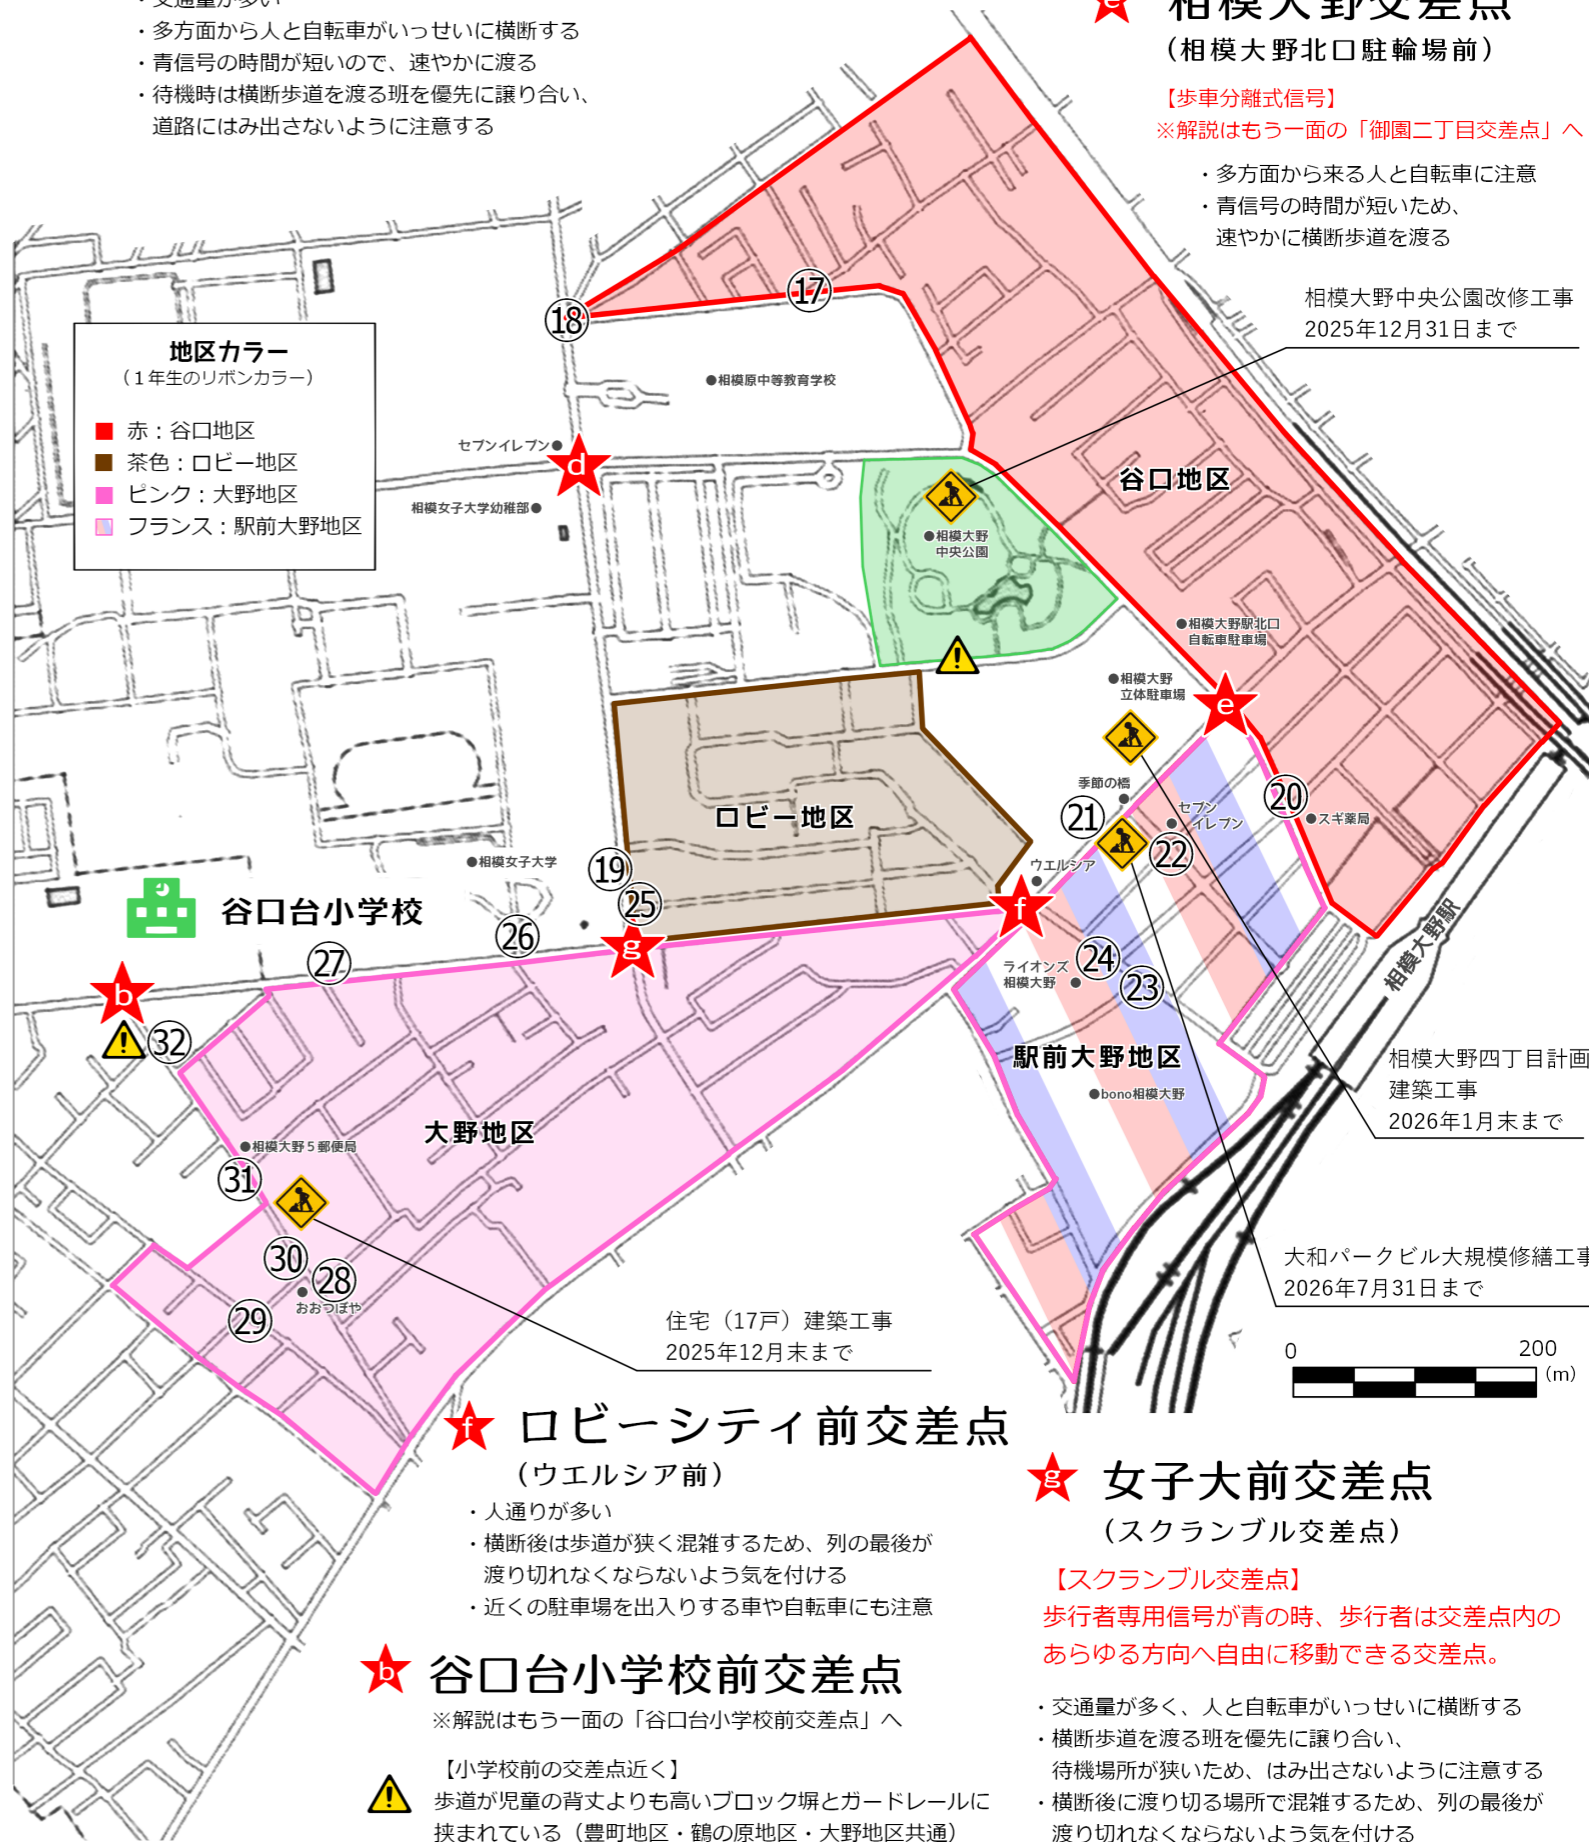 ・交通量が多い
・多方面から人と自転車がいっせいに横断する
・青信号の時間が短いので、速やかに渡る
・待機時は横断歩道を渡る班を優先に譲り合い、
道路にはみ出さないように注意する
e 相模大野交差点
（相模大野北口駐輪場前）
【歩車分離式信号】
※解説はもう一面の「御園二丁目交差点」へ
・多方面から来る人と自転車に注意
・青信号の時間が短いため、
速やかに横断歩道を渡る
相模大野中央公園改修工事
2025年12月31日まで
地区カラー
（１年生のリボンカラー）
赤：谷口地区
茶色：ロビー地区
ピンク：大野地区
フランス：駅前大野地区
⑰
⑱
●相模原中等教育学校
セブンイレブン●
d
相模女子大学幼稚部●
谷口地区
●相模大野
中央公園
●相模大野駅北口
自転車駐車場
●相模大野
立体駐車場
e
季節の橋
㉑
セブン
イレブン
⑳
●スギ薬局
㉒
ロビー地区
ウエルシア
f
●相模女子大学
⑲
㉕
谷口台小学校
㉖
g
㉗
b
㉜
ライオンズ
相模大野
㉔
㉓
相模大野駅
駅前大野地区
●bono相模大野
相模大野四丁目計画
建築工事
2026年1月末まで
大野地区
●相模大野５郵便局
㉛
㉚
㉘
おおつぼや
㉙
大和パークビル大規模修繕工事
2026年7月31日まで
住宅（17戸）建築工事
2025年12月末まで
0 200
（m）
f ロビーシティ前交差点
（ウエルシア前）
・人通りが多い
・横断後は歩道が狭く混雑するため、列の最後が
渡り切れなくならないよう気を付ける
・近くの駐車場を出入りする車や自転車にも注意
b 谷口台小学校前交差点
※解説はもう一面の「谷口台小学校前交差点」へ
【小学校前の交差点近く】
歩道が児童の背丈よりも高いブロック塀とガードレールに
挟まれている（豊町地区・鶴の原地区・大野地区共通）
g 女子大前交差点
（スクランブル交差点）
【スクランブル交差点】
歩行者専用信号が青の時、歩行者は交差点内の
あらゆる方向へ自由に移動できる交差点。
・交通量が多く、人と自転車がいっせいに横断する
・横断歩道を渡る班を優先に譲り合い、
待機場所が狭いため、はみ出さないように注意する
・横断後に渡り切る場所で混雑するため、列の最後が
渡り切れなくならないよう気を付ける